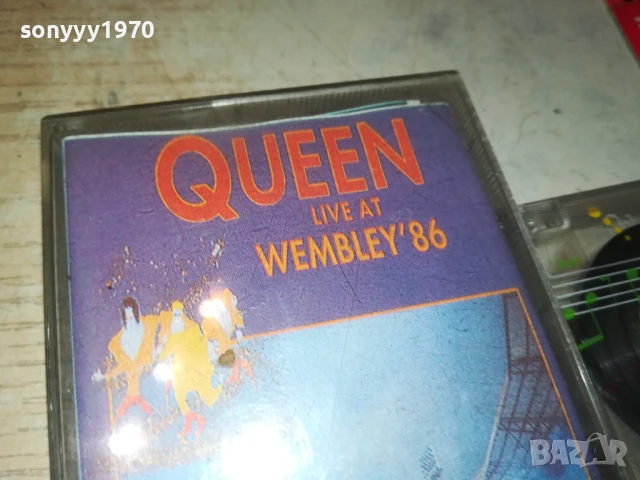 sonyyy1970
QUEEN
LIVE AT
WEMBLEY'86
BAZAR